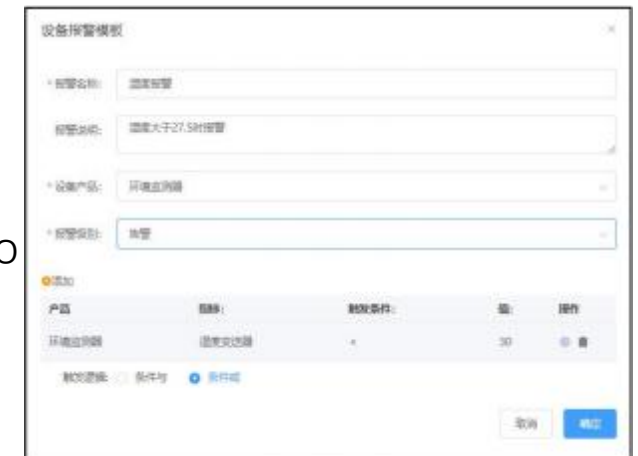 设备报警模板 ×
* 报警名称: 温度报警
报警说明: 温度大于27.5时报警
* 设备产品: 环境监测器
* 报警级别: 告警
添加
产品 指标: 触发条件: 值: 操作
环境监测器 温度变送器 30
触发逻辑: 条件与 条件或
取消 确定